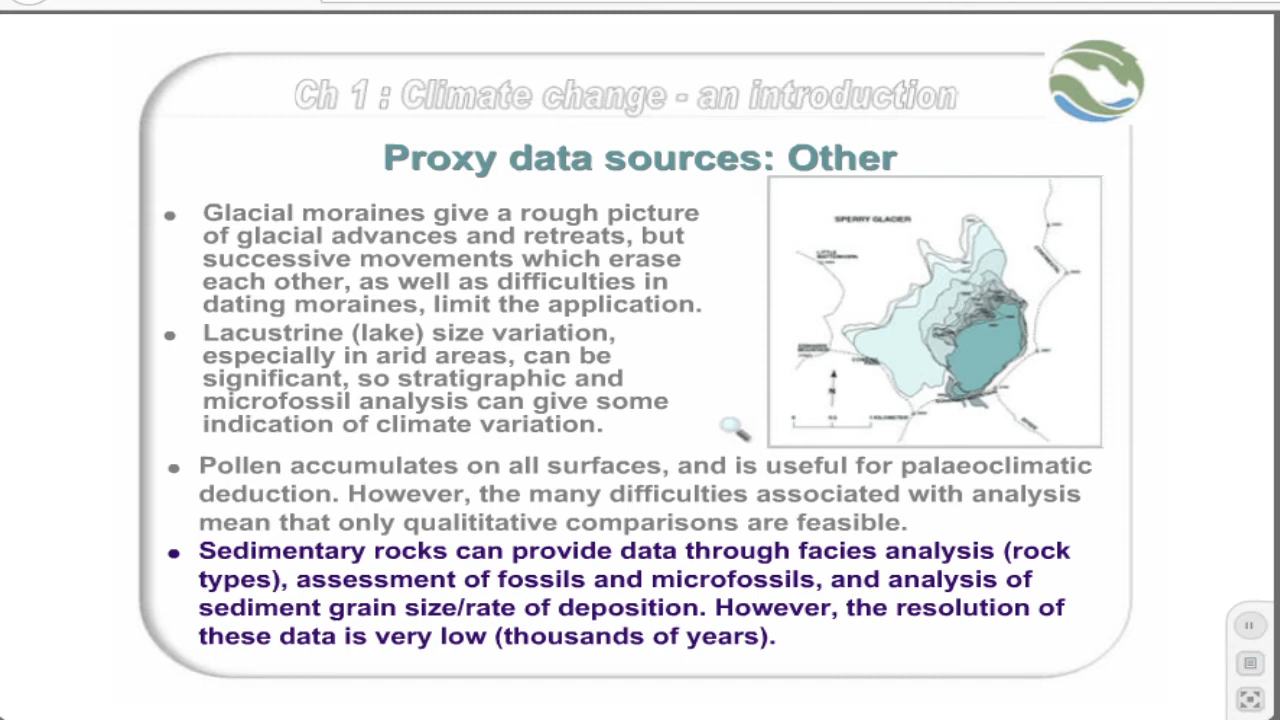 Ch 1 : Climate change - an introduction
Proxy data sources: Other
Glacial moraines give a rough picture
of glacial advances and retreats, but
successive movements which erase
each other, as well as difficulties in
dating moraines, limit the application.
Lacustrine (lake) size variation,
especially in arid areas, can be
significant, so stratigraphic and
microfossil analysis can give some
indication of climate variation.
SPERRY GLACIER
N
1 KILOMETER
Pollen accumulates on all surfaces, and is useful for palaeoclimatic
deduction. However, the many difficulties associated with analysis
mean that only qualititative comparisons are feasible.
Sedimentary rocks can provide data through facies analysis (rock
types), assessment of fossils and microfossils, and analysis of
sediment grain size/rate of deposition. However, the resolution of
these data is very low (thousands of years).